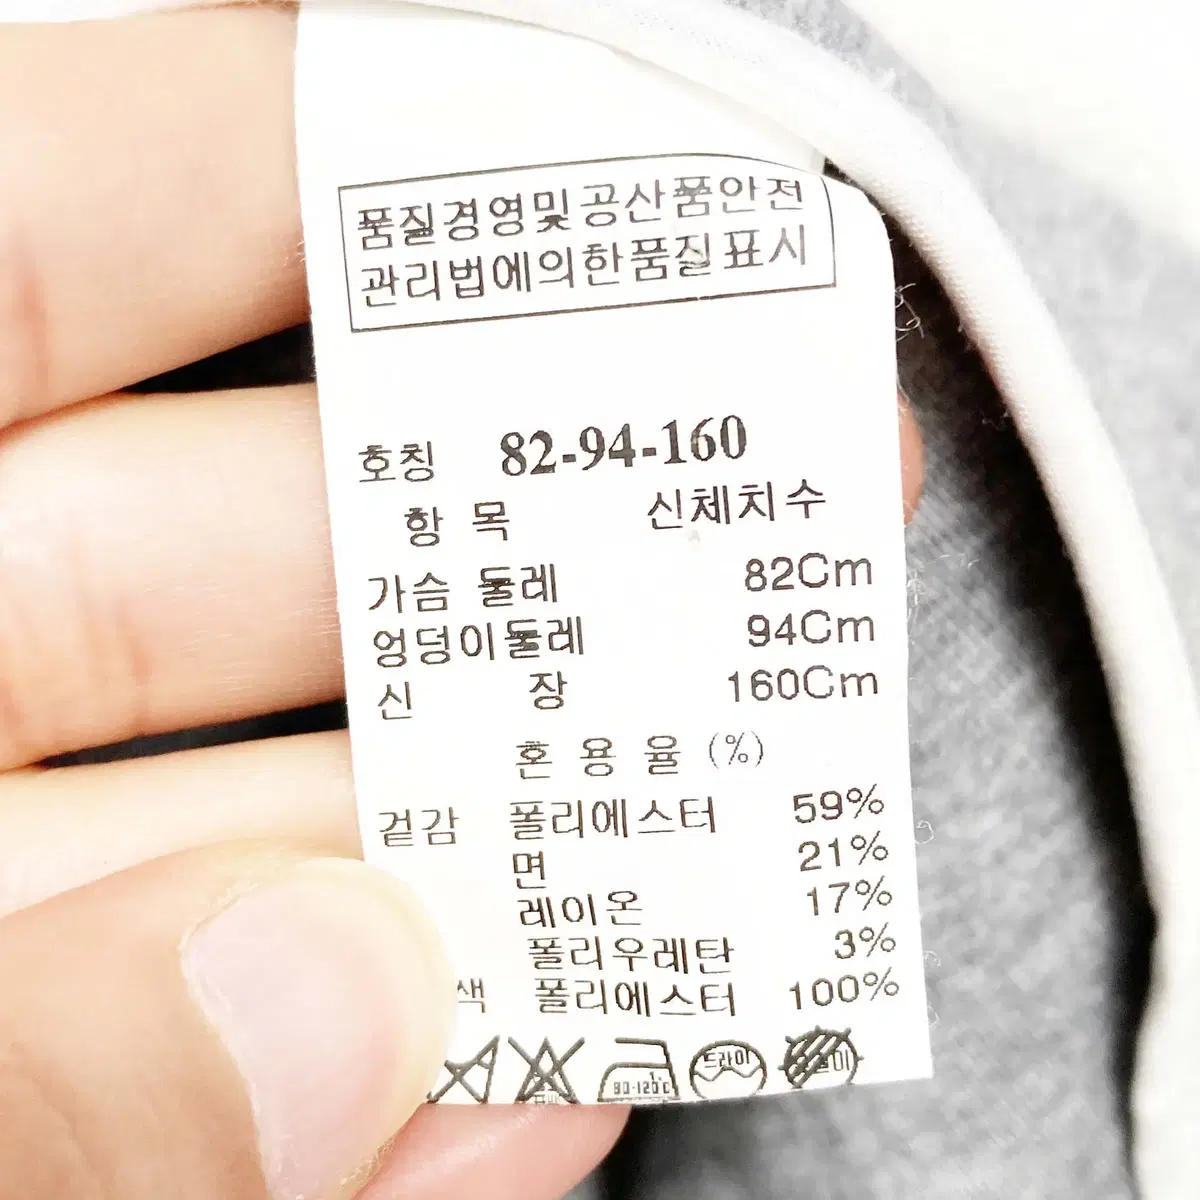 품질경영및공산품안전
관리법에의한품질표시
호칭 82-94-160
항 목 신체치수
가슴 둘레 82Cm
엉덩이둘레 94Cm
신 장 160Cm
혼 용 율 (%)
겉감 폴리에스터 59%
면 21%
레이온 17%
폴리우레탄 3%
색 폴리에스터 100%
80-120℃ 드라이